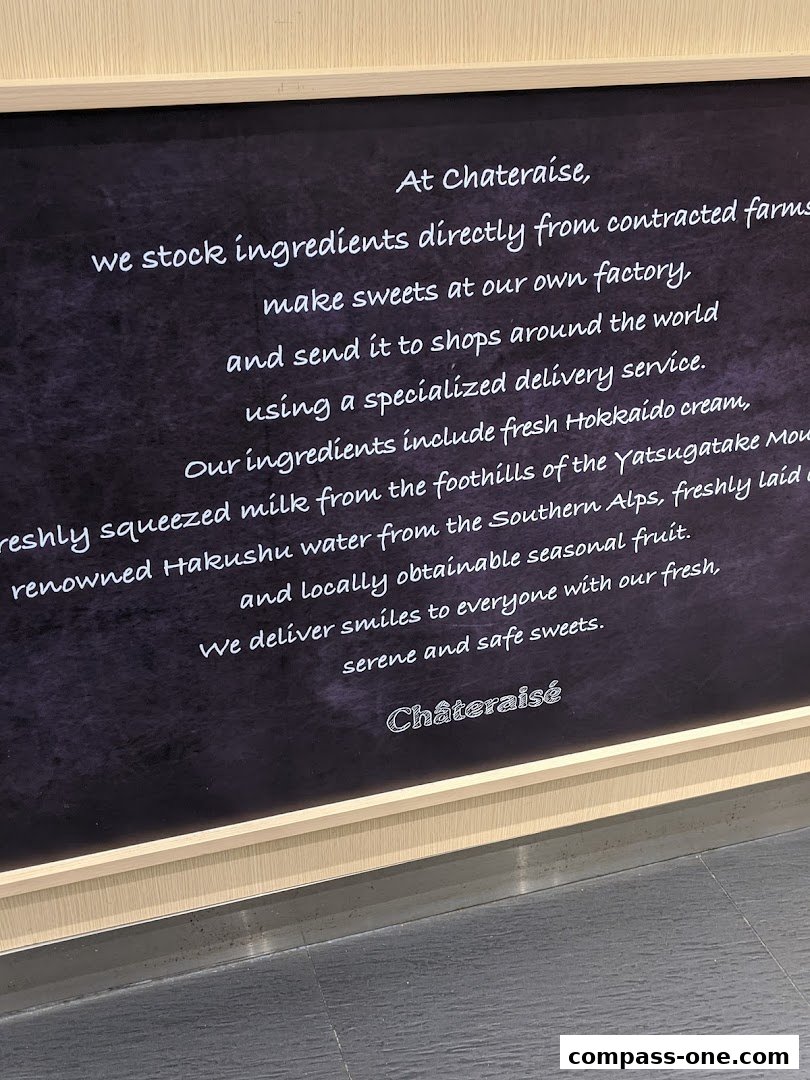 At Chateraise,
we stock ingredients directly from contracted farms
make sweets at our own factory,
and send it to shops around the world
using a specialized delivery service.
Our ingredients include fresh Hokkaido cream,
reshly squeezed milk from the foothills of the Yatsugatake Mou
renowned Hakushu water from the Southern Alps, freshly laid
and locally obtainable seasonal fruit.
We deliver smiles to everyone with our fresh,
serene and safe sweets.
Châteraisé
compass-one.com